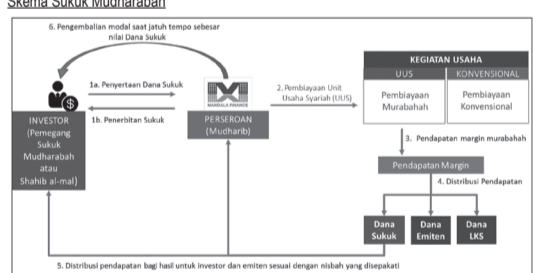 Skema Sukuk Mudharabah
6. Pengembalian modal saat jatuh tempo sebesar
nilai Dana Sukuk
1a. Penyertaan Dana Sukuk
1b. Penerbitan Sukuk
INVESTOR
(Pemegang
Sukuk
Mudharabah
atau
Shahib al-mal)
MANDALA FINANCE
PERSEROAN
(Mudharib)
2. Pembiayaan Unit
Usaha Syariah (UUS)
KEGIATAN USAHA
UUS
KONVENSIONAL
Pembiayaan
Murabahah
Pembiayaan
Konvensional
3. Pendapatan margin murabahah
Pendapatan Margin
4. Distribusi Pendapatan
Dana
Sukuk
Dana
Emiten
Dana
LKS
5. Distribusi pendapatan bagi hasil untuk investor dan emiten sesuai dengan nisbah yang disepakati